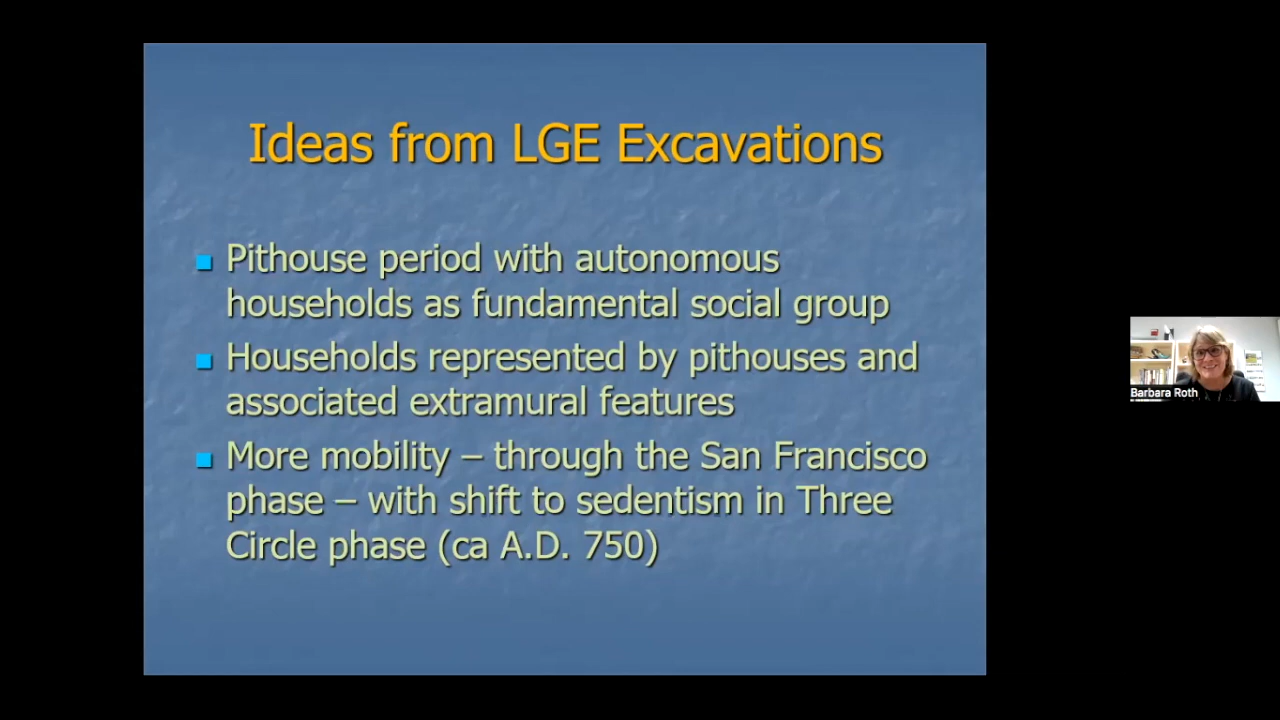 Ideas from LGE Excavations
Pithouse period with autonomous
households as fundamental social group
Households represented by pithouses and
associated extramural features
More mobility – through the San Francisco
phase – with shift to sedentism in Three
Circle phase (ca A.D. 750)
Barbara Roth